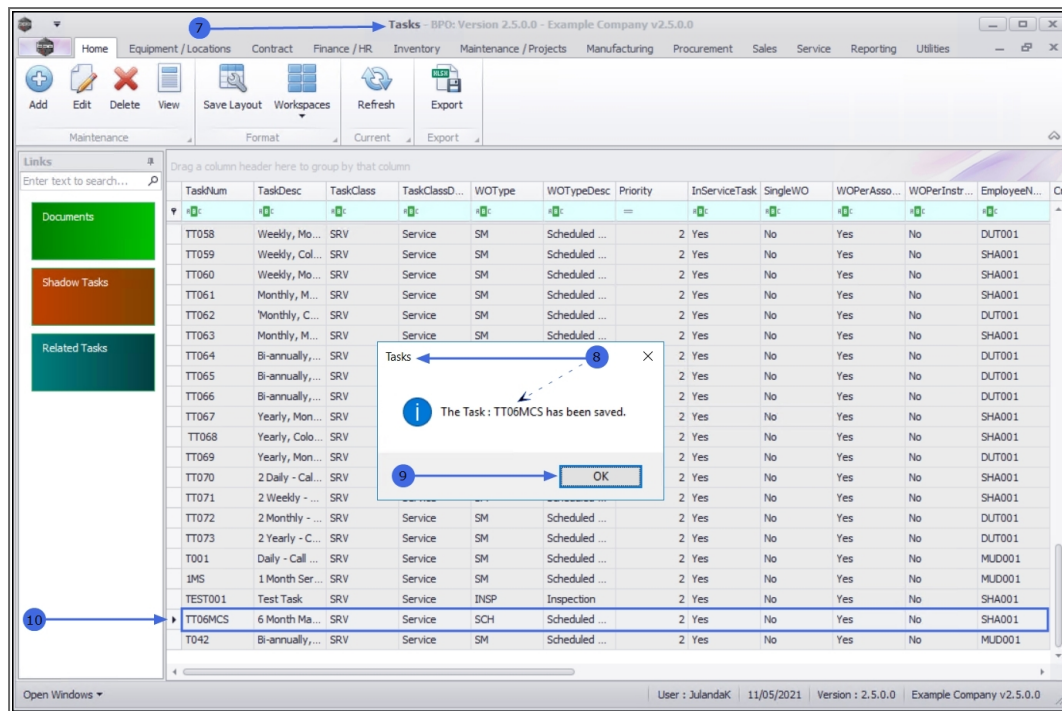 7 Tasks - BPO: Version 2.5.0.0 - Example Company v2.5.0.0
Home Equipment / Locations Contract Finance / HR Inventory Maintenance / Projects Manufacturing Procurement Sales Service Reporting Utilities
Add Edit Delete View Save Layout Workspaces Refresh Export
Maintenance Format Current Export
Links
Enter text to search...
Documents
Shadow Tasks
Related Tasks
Drag a column header here to group by that column
TaskNum TaskDesc TaskClass TaskClassD... WOType WOTypeDesc Priority InServiceTask SingleWO WOPerAsso... WOPerInstr... EmployeeN...
TT058 Weekly, Mo... SRV Service SM Scheduled ... 2 Yes No Yes No DUT001
TT059 Weekly, Col... SRV Service SM Scheduled ... 2 Yes No Yes No SHA001
TT060 Weekly, Mo... SRV Service SM Scheduled ... 2 Yes No Yes No SHA001
TT061 Monthly, M... SRV Service SM Scheduled ... 2 Yes No Yes No SHA001
TT062 'Monthly, C... SRV Service SM Scheduled ... 2 Yes No Yes No DUT001
TT063 Monthly, M... SRV Service SM Scheduled ... 2 Yes No Yes No SHA001
TT064 Bi-annually,... SRV 2 Yes No Yes No DUT001
TT065 Bi-annually,... SRV 2 Yes No Yes No DUT001
TT066 Bi-annually,... SRV 2 Yes No Yes No DUT001
TT067 Yearly, Mon... SRV 2 Yes No Yes No SHA001
TT068 Yearly, Colo... SRV 2 Yes No Yes No SHA001
TT069 Yearly, Mon... SRV 2 Yes No Yes No SHA001
TT070 2 Daily - Cal... SRV 2 Yes No Yes No SHA001
TT071 2 Weekly - ... SRV 2 Yes No Yes No SHA001
TT072 2 Monthly - ... SRV Service SM Scheduled ... 2 Yes No Yes No DUT001
TT073 2 Yearly - C... SRV Service SM Scheduled ... 2 Yes No Yes No DUT001
T001 Daily - Call ... SRV Service SM Scheduled ... 2 Yes No Yes No MUD001
1MS 1 Month Ser... SRV Service SM Scheduled ... 2 Yes No Yes No MUD001
TEST001 Test Task SRV Service INSP Inspection 2 Yes No Yes No SHA001
10 TT06MCS 6 Month Ma... SRV Service SCH Scheduled ... 2 Yes No Yes No SHA001
T042 Bi-annually,... SRV Service SM Scheduled ... 2 Yes No Yes No MUD001
Tasks 8
The Task : TT06MCS has been saved.
9 OK
Open Windows User : JulandaK 11/05/2021 Version : 2.5.0.0 Example Company v2.5.0.0